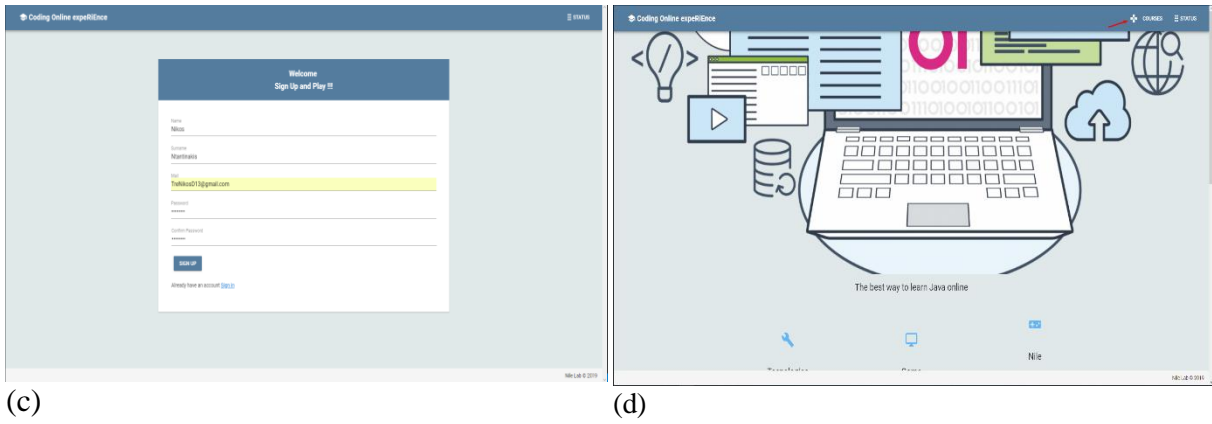 Coding Online expeRiEnce
STATUS
Welcome
Sign Up and Play !!!
Name
Nikos
Surname
Ntantinakis
Mail
TreNikosD13@gmail.com
Password
Confirm Password
SIGN UP
Already have an account Sign In
Nile Lab © 2019
(c)
Coding Online expeRiEnce
COURSES
STATUS
The best way to learn Java online
Nile
Nile Lab © 2019
(d)